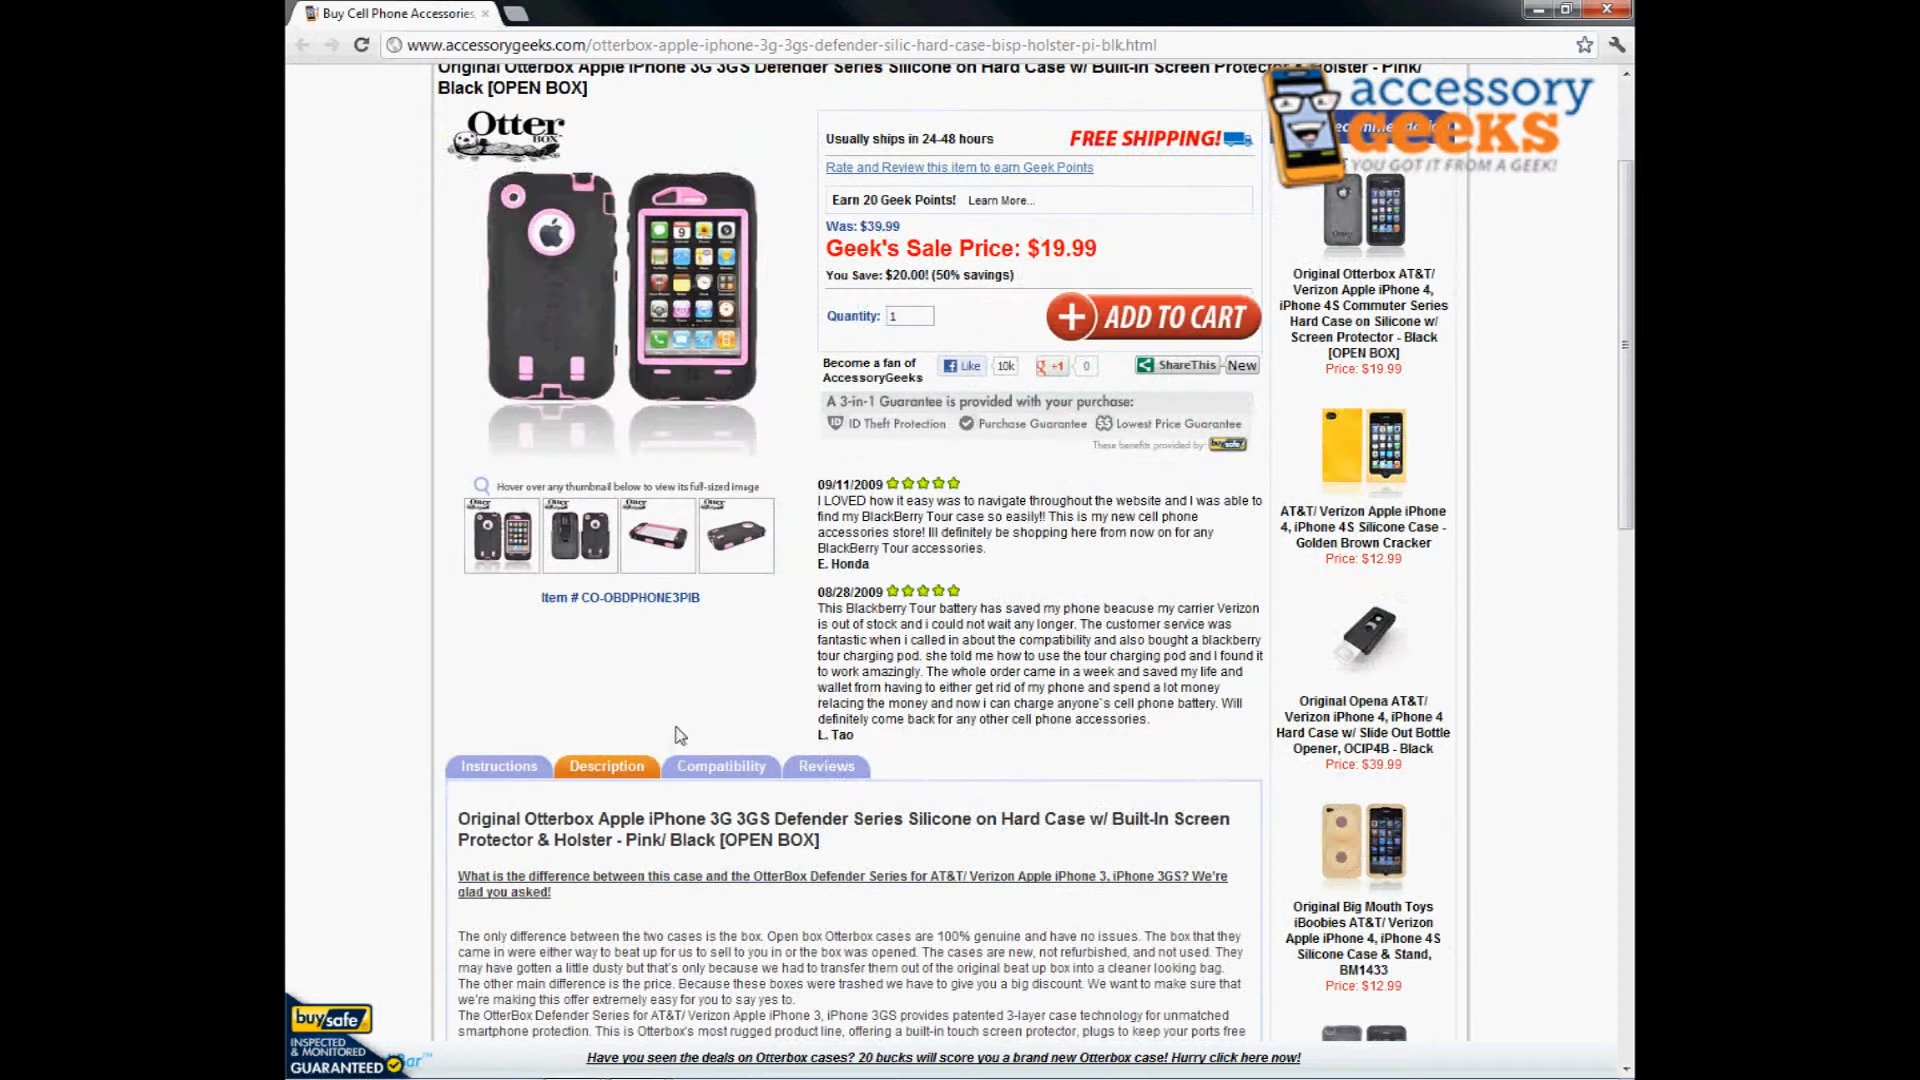 Buy Cell Phone Accessories,
www.accessorygeeks.com/otterbox-apple-iphone-3g-3gs-defender-silic-hard-case-bisp-holster-pi-blk.html
Original Otterbox Apple iPhone 3G 3GS Defender Series Silicone on Hard Case w/ Built-In Screen Protector & Holster - Pink/
Black [OPEN BOX]
accessory
GEEKS
YOU GOT IT FROM A GEEK!
Otter
BOX
Usually ships in 24-48 hours
FREE SHIPPING!
Rate and Review this item to earn Geek Points
Earn 20 Geek Points! Learn More...
Was: $39.99
Geek's Sale Price: $19.99
You Save: $20.00! (50% savings)
Quantity: 1
ADD TO CART
Become a fan of
AccessoryGeeks
Like 10k
+1 0
ShareThis New
A 3-in-1 Guarantee is provided with your purchase:
ID Theft Protection Purchase Guarantee Lowest Price Guarantee
These benefits provided by: buySafe
Hover over any thumbnail below to view its full-sized image
Item # CO-OBDPHONE3PIB
09/11/2009
I LOVED how it easy was to navigate throughout the website and I was able to
find my BlackBerry Tour case so easily!! This is my new cell phone
accessories store! Ill definitely be shopping here from now on for any
BlackBerry Tour accessories.
E. Honda
08/28/2009
This Blackberry Tour battery has saved my phone beacuse my carrier Verizon
is out of stock and i could not wait any longer. The customer service was
fantastic when i called in about the compatibility and also bought a blackberry
tour charging pod. she told me how to use the tour charging pod and I found it
to work amazingly. The whole order came in a week and saved my life and
wallet from having to either get rid of my phone and spend a lot money
relacing the money and now i can charge anyone`s cell phone battery. Will
definitely come back for any other cell phone accessories.
L. Tao
Original Otterbox AT&T/
Verizon Apple iPhone 4,
iPhone 4S Commuter Series
Hard Case on Silicone w/
Screen Protector - Black
[OPEN BOX]
Price: $19.99
AT&T/ Verizon Apple iPhone
4, iPhone 4S Silicone Case -
Golden Brown Cracker
Price: $12.99
Original Opena AT&T/
Verizon iPhone 4, iPhone 4
Hard Case w/ Slide Out Bottle
Opener, OCIP4B - Black
Price: $39.99
Original Big Mouth Toys
iBoobies AT&T/ Verizon
Apple iPhone 4, iPhone 4S
Silicone Case & Stand,
BM1433
Price: $12.99
Instructions Description Compatibility Reviews
Original Otterbox Apple iPhone 3G 3GS Defender Series Silicone on Hard Case w/ Built-In Screen
Protector & Holster - Pink/ Black [OPEN BOX]
What is the difference between this case and the OtterBox Defender Series for AT&T/ Verizon Apple iPhone 3, iPhone 3GS? We're
glad you asked!
The only difference between the two cases is the box. Open box Otterbox cases are 100% genuine and have no issues. The box that they
came in were either way to beat up for us to sell to you in or the box was opened. The cases are new, not refurbished, and not used. They
may have gotten a little dusty but that's only because we had to transfer them out of the original beat up box into a cleaner looking bag.
The other main difference is the price. Because these boxes were trashed we have to give you a big discount. We want to make sure that
we're making this offer extremely easy for you to say yes to.
The OtterBox Defender Series for AT&T/ Verizon Apple iPhone 3, iPhone 3GS provides patented 3-layer case technology for unmatched
smartphone protection. This is Otterbox's most rugged product line, offering a built-in touch screen protector, plugs to keep your ports free
buySafe
INSPECTED
& MONITORED
GUARANTEED
Have you seen the deals on Otterbox cases? 20 bucks will score you a brand new Otterbox case! Hurry click here now!